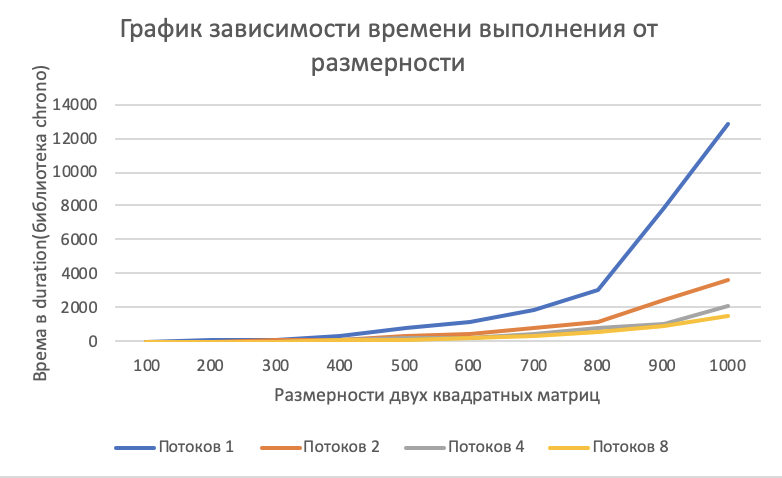 График зависимости времени выполнения от
размерности
Время в duration(библиотека chrono)
14000
12000
10000
8000
6000
4000
2000
0
100 200 300 400 500 600 700 800 900 1000
Размерности двух квадратных матриц
Потоков 1 Потоков 2 Потоков 4 Потоков 8